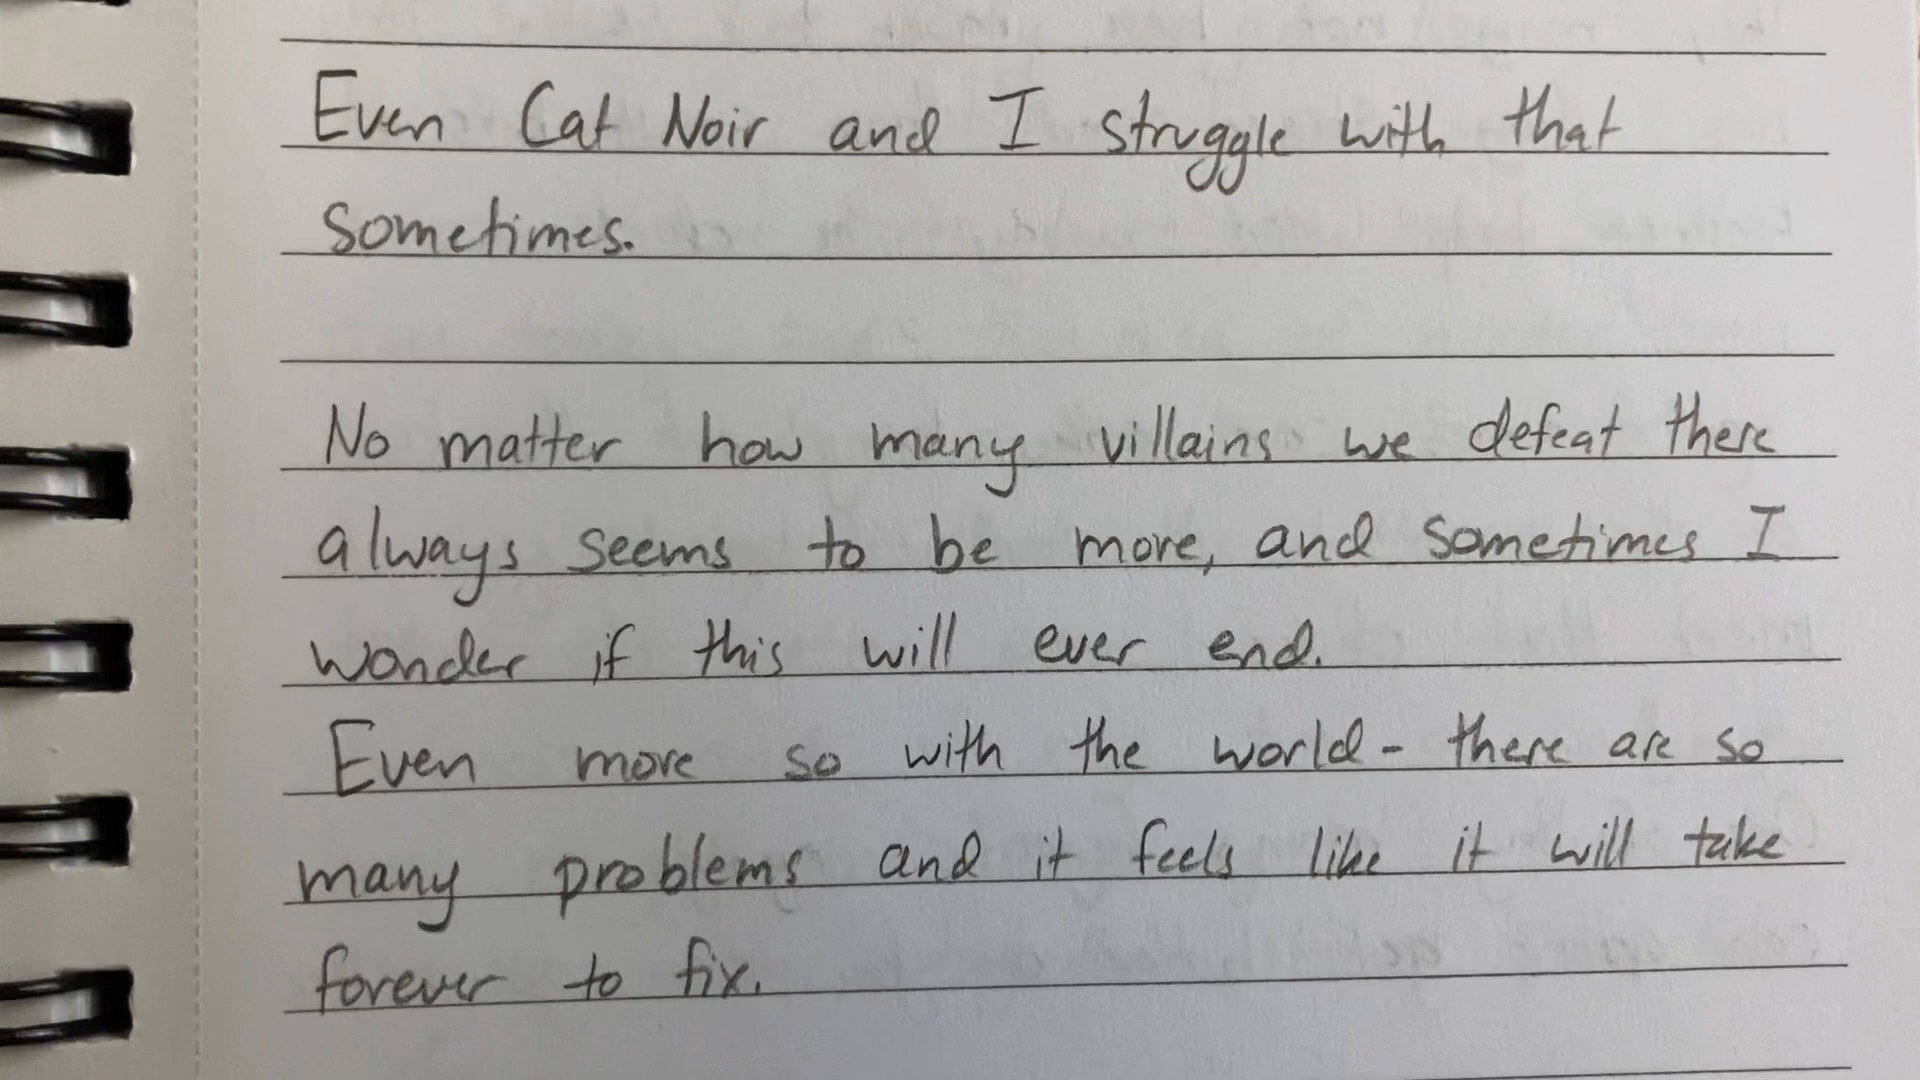 Even Cat Noir and I struggle with that
sometimes.
No matter how many villains we defeat there
always seems to be more, and sometimes I
wonder if this will ever end.
Even more so with the world - there are so
many problems and it feels like it will take
forever to fix.